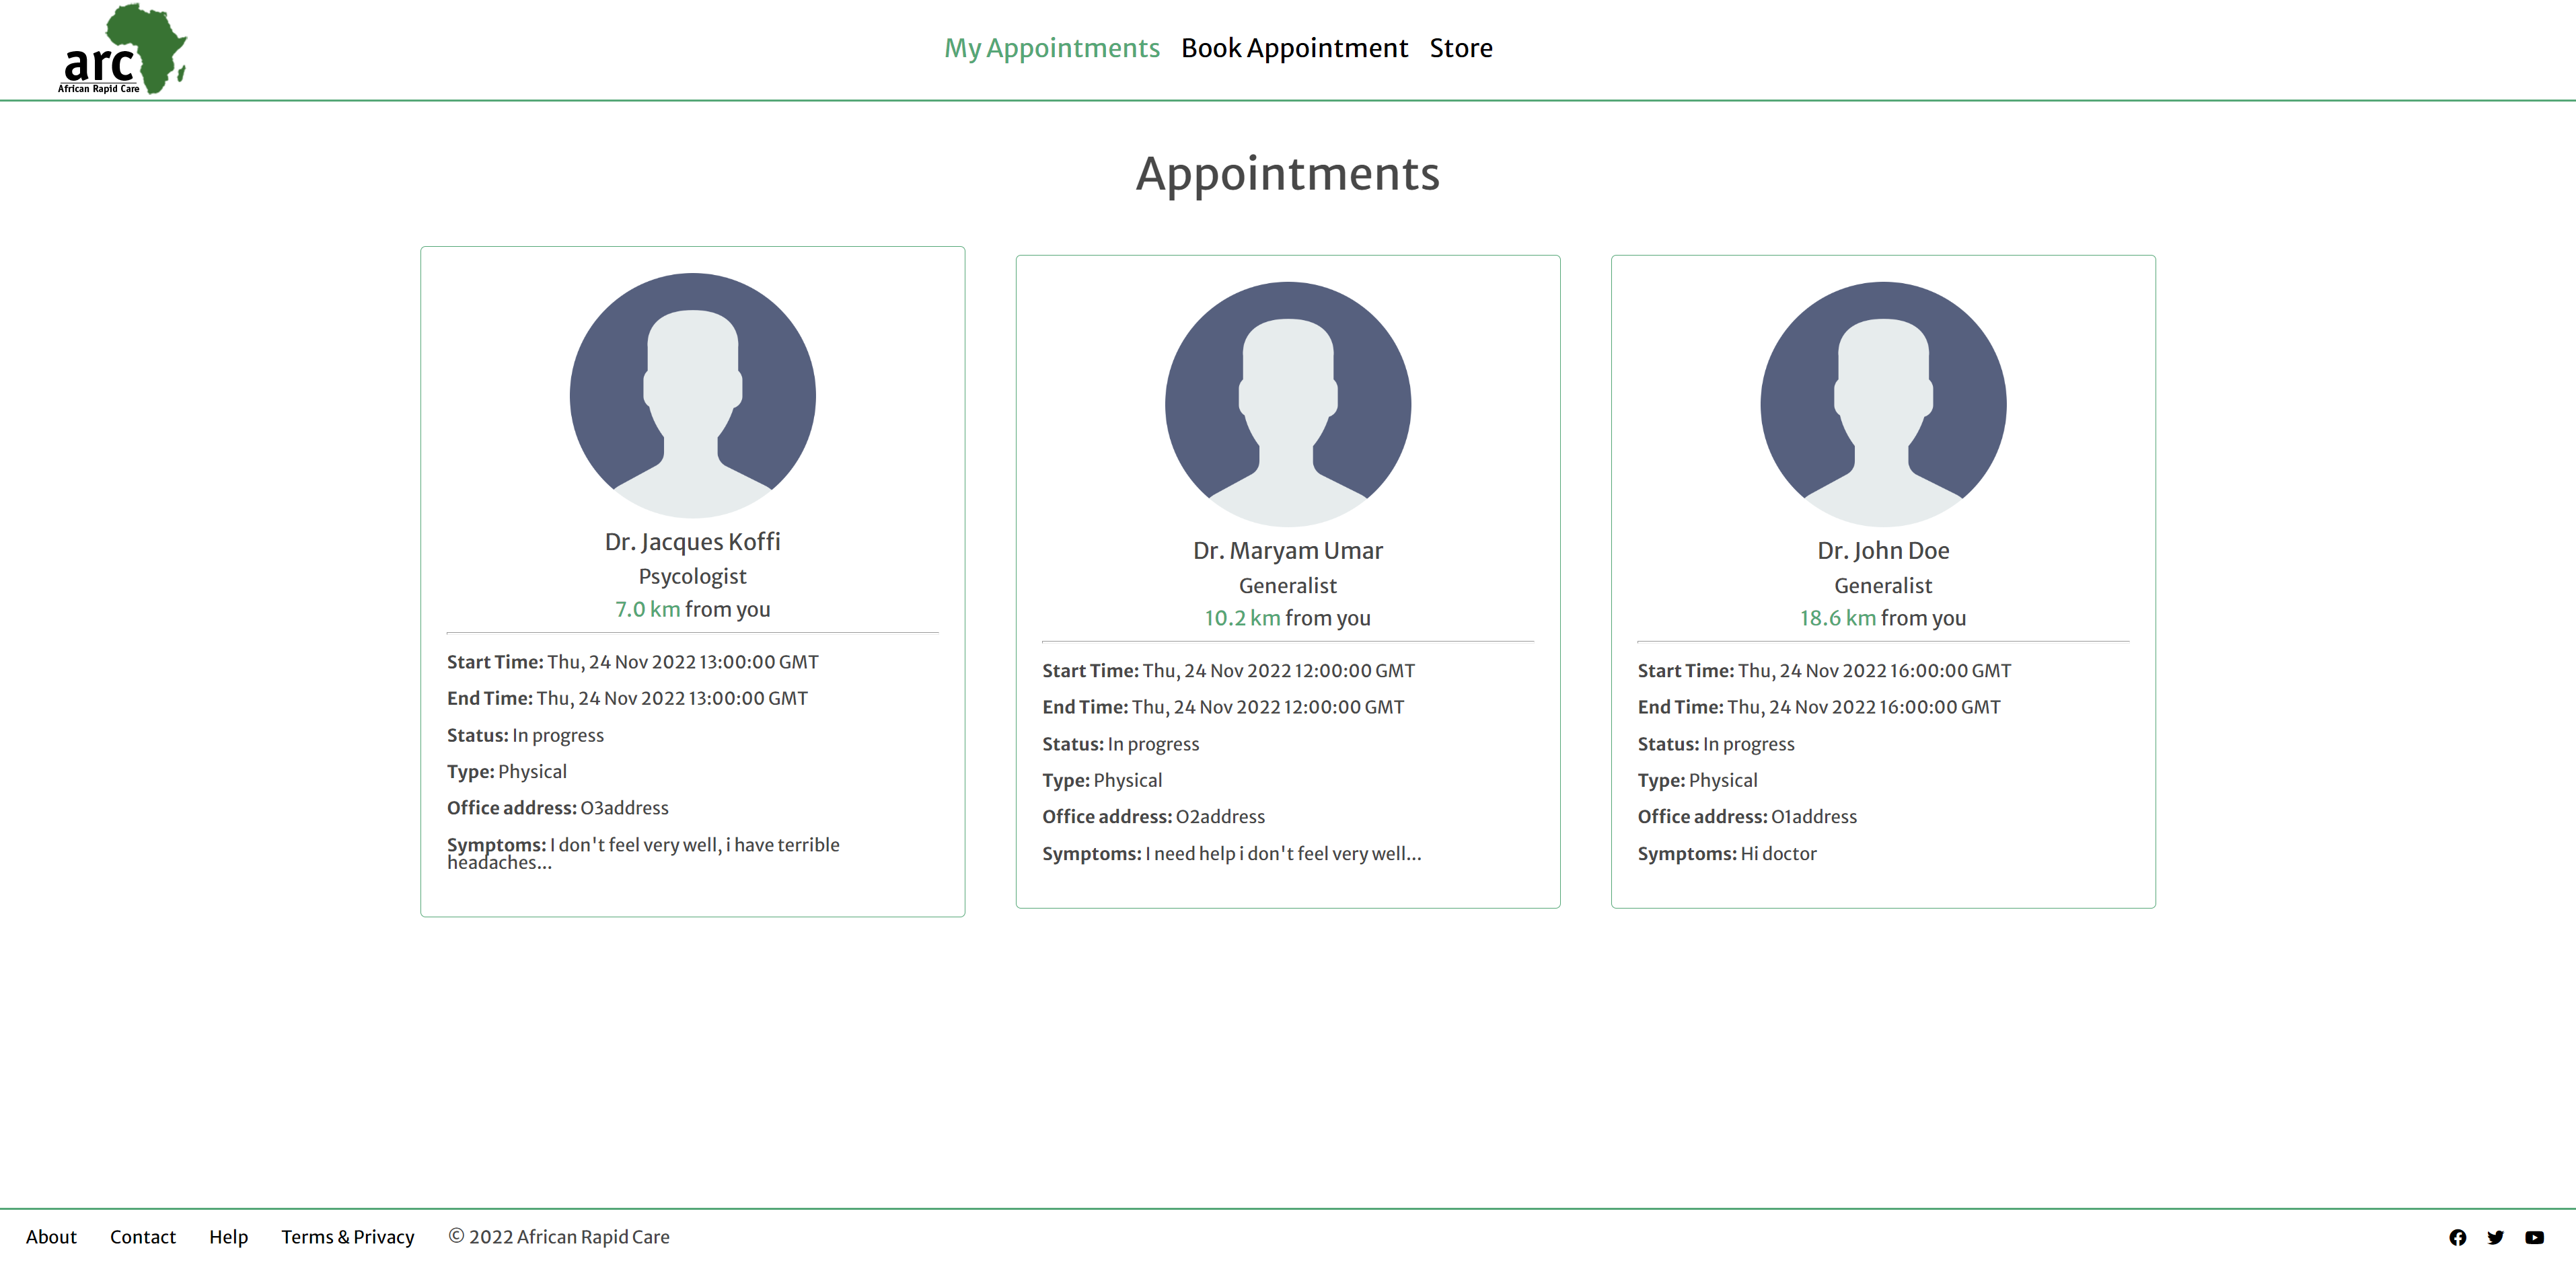 arc
African Rapid Care
My Appointments Book Appointment Store
Appointments
Dr. Jacques Koffi
Psycologist
7.0 km from you
Start Time: Thu, 24 Nov 2022 13:00:00 GMT
End Time: Thu, 24 Nov 2022 13:00:00 GMT
Status: In progress
Type: Physical
Office address: O3address
Symptoms: I don't feel very well, i have terrible
headaches...
Dr. Maryam Umar
Generalist
10.2 km from you
Start Time: Thu, 24 Nov 2022 12:00:00 GMT
End Time: Thu, 24 Nov 2022 12:00:00 GMT
Status: In progress
Type: Physical
Office address: O2address
Symptoms: I need help i don't feel very well...
Dr. John Doe
Generalist
18.6 km from you
Start Time: Thu, 24 Nov 2022 16:00:00 GMT
End Time: Thu, 24 Nov 2022 16:00:00 GMT
Status: In progress
Type: Physical
Office address: O1address
Symptoms: Hi doctor
About Contact Help Terms & Privacy © 2022 African Rapid Care